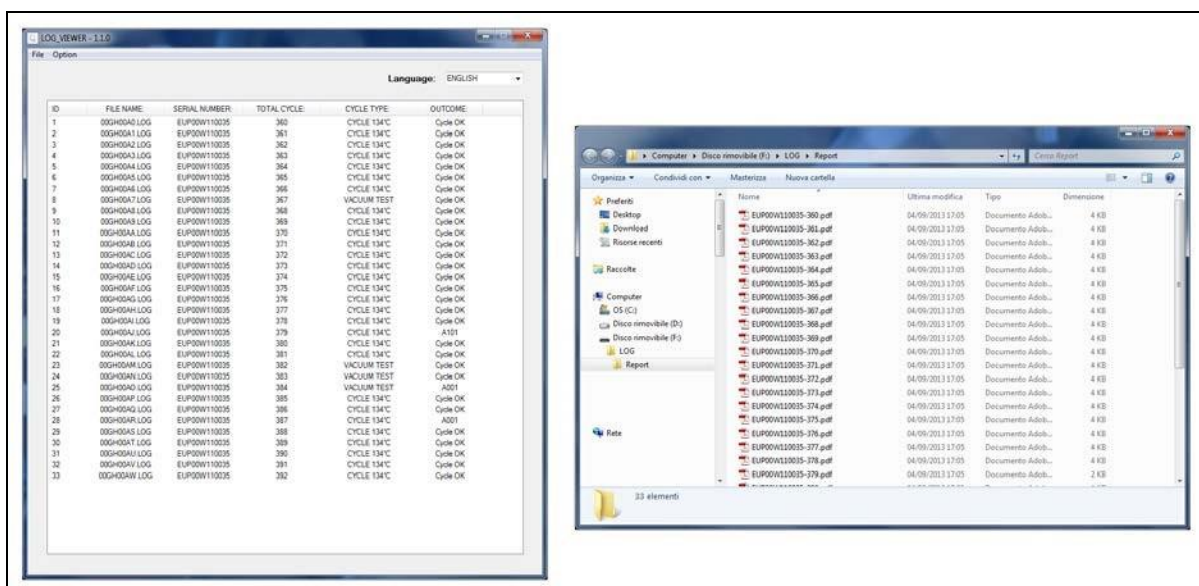 LOG_VIEWER - 1.1.0
File Option
Language: ENGLISH
ID FILE NAME: SERIAL NUMBER: TOTAL CYCLE: CYCLE TYPE: OUTCOME:
1 00GH00A0.LOG EUP00W110035 360 CYCLE 134°C Cycle OK
2 00GH00A1.LOG EUP00W110035 361 CYCLE 134°C Cycle OK
3 00GH00A2.LOG EUP00W110035 362 CYCLE 134°C Cycle OK
4 00GH00A3.LOG EUP00W110035 363 CYCLE 134°C Cycle OK
5 00GH00A4.LOG EUP00W110035 364 CYCLE 134°C Cycle OK
6 00GH00A5.LOG EUP00W110035 365 CYCLE 134°C Cycle OK
7 00GH00A6.LOG EUP00W110035 366 CYCLE 134°C Cycle OK
8 00GH00A7.LOG EUP00W110035 367 VACUUM TEST Cycle OK
9 00GH00A8.LOG EUP00W110035 368 CYCLE 134°C Cycle OK
10 00GH00A9.LOG EUP00W110035 369 CYCLE 134°C Cycle OK
11 00GH00AA.LOG EUP00W110035 370 CYCLE 134°C Cycle OK
12 00GH00AB.LOG EUP00W110035 371 CYCLE 134°C Cycle OK
13 00GH00AC.LOG EUP00W110035 372 CYCLE 134°C Cycle OK
14 00GH00AD.LOG EUP00W110035 373 CYCLE 134°C Cycle OK
15 00GH00AE.LOG EUP00W110035 374 CYCLE 134°C Cycle OK
16 00GH00AF.LOG EUP00W110035 375 CYCLE 134°C Cycle OK
17 00GH00AG.LOG EUP00W110035 376 CYCLE 134°C Cycle OK
18 00GH00AH.LOG EUP00W110035 377 CYCLE 134°C Cycle OK
19 00GH00AI.LOG EUP00W110035 378 CYCLE 134°C Cycle OK
20 00GH00AJ.LOG EUP00W110035 379 CYCLE 134°C A101
21 00GH00AK.LOG EUP00W110035 380 CYCLE 134°C Cycle OK
22 00GH00AL.LOG EUP00W110035 381 CYCLE 134°C Cycle OK
23 00GH00AM.LOG EUP00W110035 382 VACUUM TEST Cycle OK
24 00GH00AN.LOG EUP00W110035 383 VACUUM TEST Cycle OK
25 00GH00AO.LOG EUP00W110035 384 VACUUM TEST A001
26 00GH00AP.LOG EUP00W110035 385 CYCLE 134°C Cycle OK
27 00GH00AQ.LOG EUP00W110035 386 CYCLE 134°C Cycle OK
28 00GH00AR.LOG EUP00W110035 387 CYCLE 134°C A001
29 00GH00AS.LOG EUP00W110035 388 CYCLE 134°C Cycle OK
30 00GH00AT.LOG EUP00W110035 389 CYCLE 134°C Cycle OK
31 00GH00AU.LOG EUP00W110035 390 CYCLE 134°C Cycle OK
32 00GH00AV.LOG EUP00W110035 391 CYCLE 134°C Cycle OK
33 00GH00AW.LOG EUP00W110035 392 CYCLE 134°C Cycle OK
Computer Disco rimovibile (F:) LOG Report Cerca Report
Organizza Condividi con Masterizza Nuova cartella
Preferiti
Desktop
Download
Risorse recenti
Raccolte
Computer
OS (C:)
Disco rimovibile (D:)
Disco rimovibile (F:)
LOG
Report
Rete
Nome Ultima modifica Tipo Dimensione
EUP00W110035-360.pdf 04/09/2013 17:05 Documento Adob... 4 KB
EUP00W110035-361.pdf 04/09/2013 17:05 Documento Adob... 4 KB
EUP00W110035-362.pdf 04/09/2013 17:05 Documento Adob... 4 KB
EUP00W110035-363.pdf 04/09/2013 17:05 Documento Adob... 4 KB
EUP00W110035-364.pdf 04/09/2013 17:05 Documento Adob... 4 KB
EUP00W110035-365.pdf 04/09/2013 17:05 Documento Adob... 4 KB
EUP00W110035-366.pdf 04/09/2013 17:05 Documento Adob... 4 KB
EUP00W110035-367.pdf 04/09/2013 17:05 Documento Adob... 4 KB
EUP00W110035-368.pdf 04/09/2013 17:05 Documento Adob... 4 KB
EUP00W110035-369.pdf 04/09/2013 17:05 Documento Adob... 4 KB
EUP00W110035-370.pdf 04/09/2013 17:05 Documento Adob... 4 KB
EUP00W110035-371.pdf 04/09/2013 17:05 Documento Adob... 4 KB
EUP00W110035-372.pdf 04/09/2013 17:05 Documento Adob... 4 KB
EUP00W110035-373.pdf 04/09/2013 17:05 Documento Adob... 4 KB
EUP00W110035-374.pdf 04/09/2013 17:05 Documento Adob... 4 KB
EUP00W110035-375.pdf 04/09/2013 17:05 Documento Adob... 4 KB
EUP00W110035-376.pdf 04/09/2013 17:05 Documento Adob... 4 KB
EUP00W110035-377.pdf 04/09/2013 17:05 Documento Adob... 4 KB
EUP00W110035-378.pdf 04/09/2013 17:05 Documento Adob... 4 KB
EUP00W110035-379.pdf 04/09/2013 17:05 Documento Adob... 2 KB
33 elementi